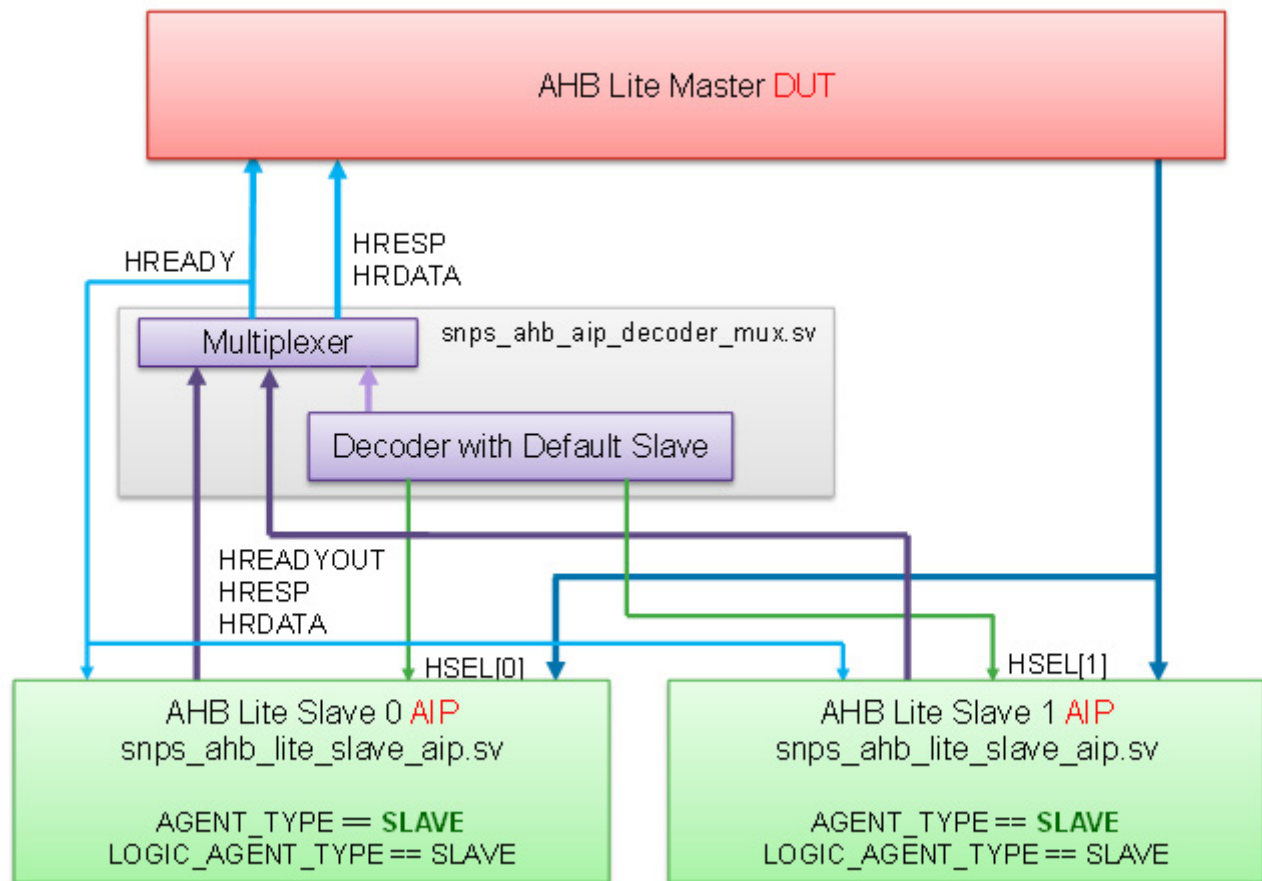 AHB Lite Master DUT
HREADY
HRESP
HRDATA
Multiplexer
snps_ahb_aip_decoder_mux.sv
Decoder with Default Slave
HREADYOUT
HRESP
HRDATA
HSEL[0]
HSEL[1]
AHB Lite Slave 0 AIP
snps_ahb_lite_slave_aip.sv
AGENT_TYPE == SLAVE
LOGIC_AGENT_TYPE == SLAVE
AHB Lite Slave 1 AIP
snps_ahb_lite_slave_aip.sv
AGENT_TYPE == SLAVE
LOGIC_AGENT_TYPE == SLAVE